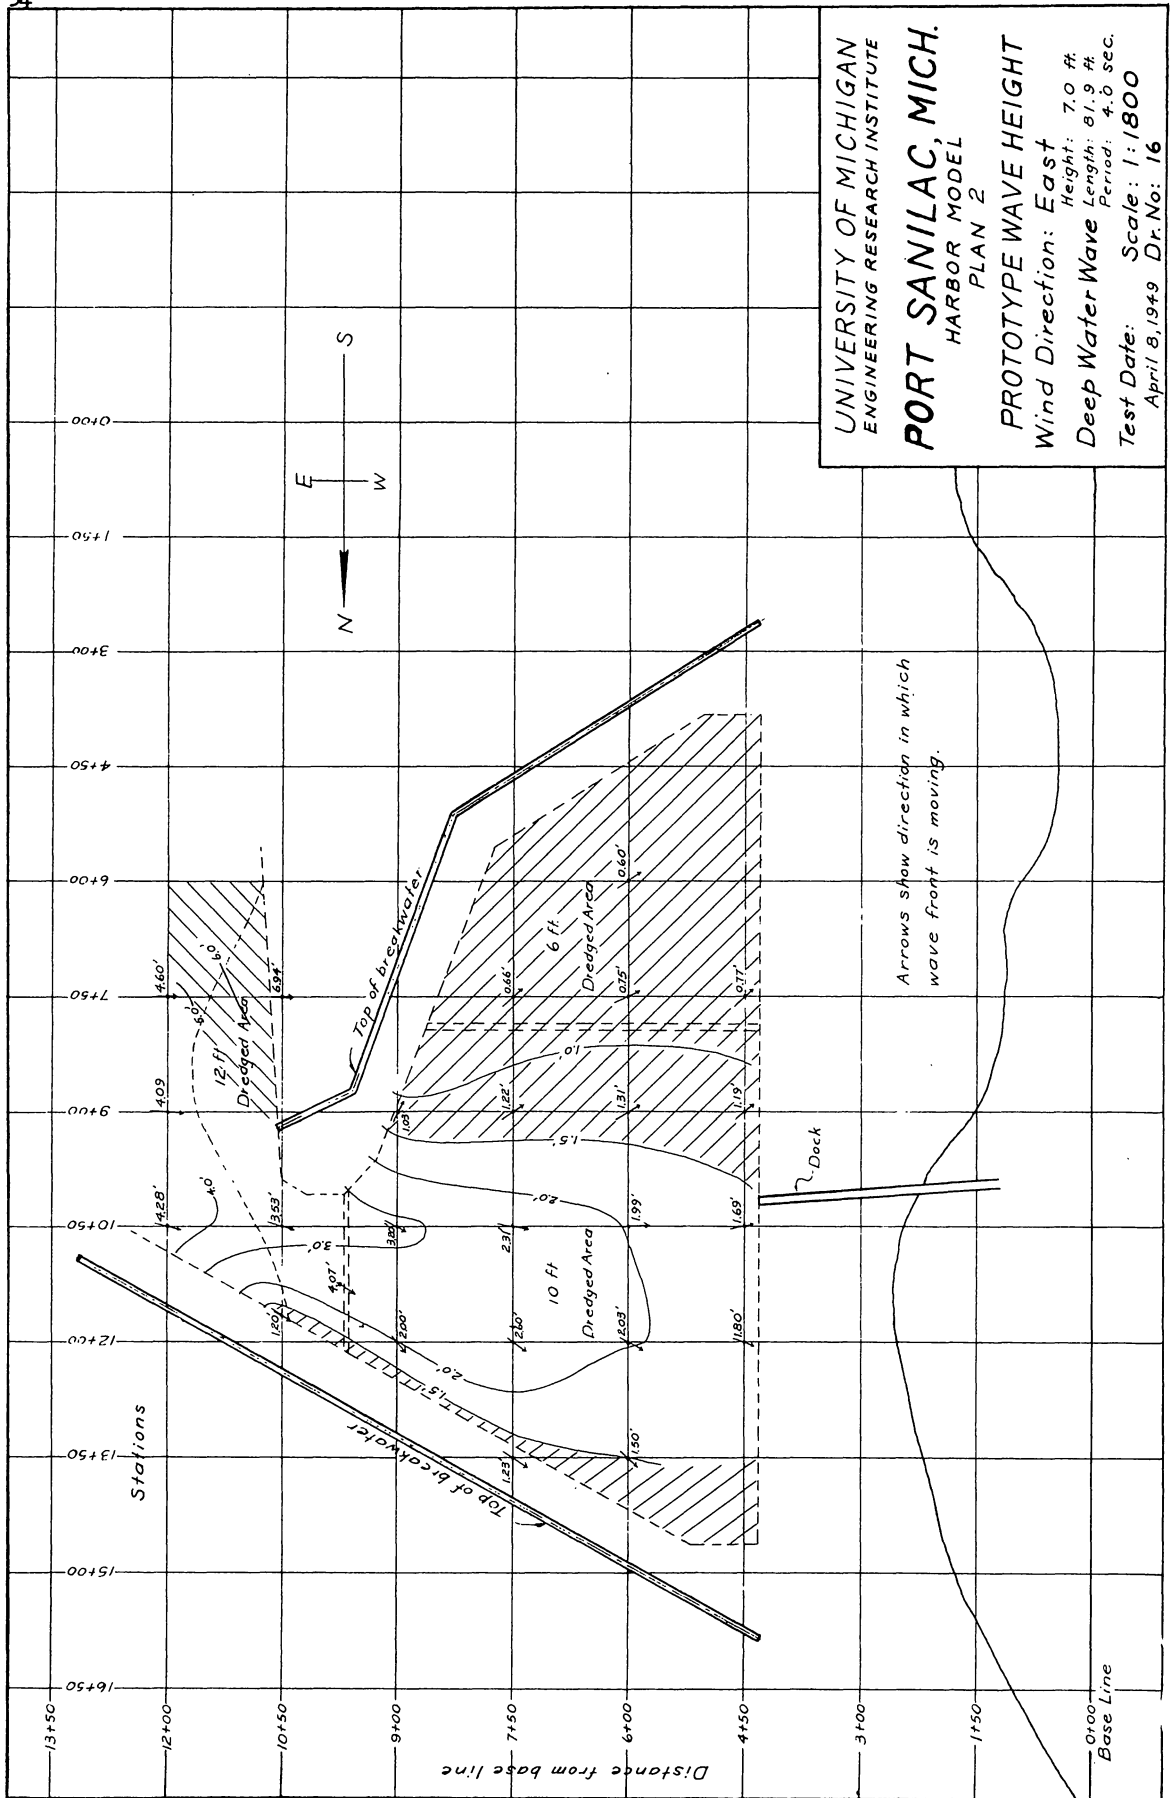 54
UNIVERSITY OF MICHIGAN
ENGINEERING RESEARCH INSTITUTE
PORT SANILAC, MICH.
HARBOR MODEL
PLAN 2
PROTOTYPE WAVE HEIGHT
Wind Direction: East
Height: 7.0 ft.
Deep Water Wave Length: 81.9 ft.
Period: 4.0 sec.
Test Date: Scale: 1:1800
April 8, 1949 Dr. No: 16
Stations
16+50
15+00
13+50
12+00
10+50
9+00
7+50
6+00
4+50
3+00
1+50
0+00
Distance from base line
13+50
12+00
10+50
9+00
7+50
6+00
4+50
3+00
1+50
0+00
Base Line
N
S
E
W
4.28'
4.09
4.60'
12 ft
Dredged Area
6.0'
6.0'
4.0'
3.0'
1.20'
3.53'
6.94'
4.07'
Top of breakwater
Top of breakwater
2.00'
3.80'
1.03'
2.0'
1.5'
1.23'
2.60'
2.31'
1.22'
0.66'
10 ft
Dredged Area
6 ft
Dredged Area
2.0'
1.5'
1.0'
1.50'
2.03'
1.99'
1.31'
0.75'
0.60'
1.80'
1.69'
1.19'
0.77'
Dock
Arrows show direction in which
wave front is moving.